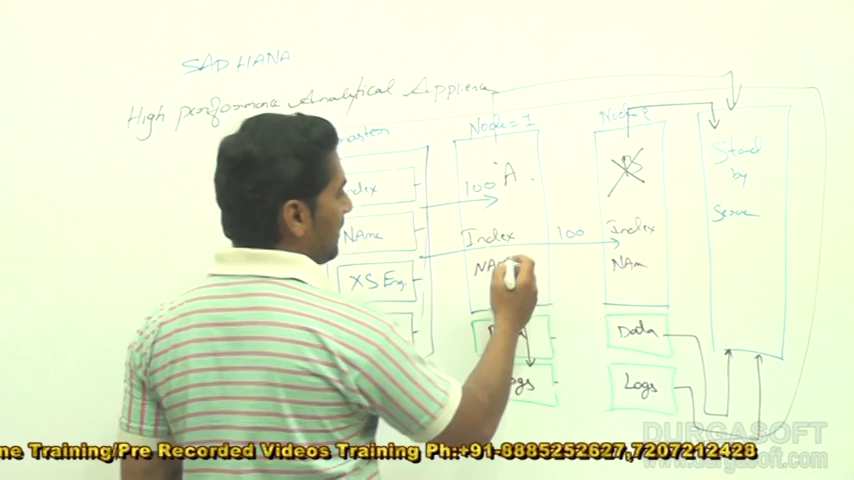 SAP HANA
High performance Analytical Appliance
master
Node=1
Node=2
Index
NAme
XS Eng.
100
A
Index
NAm
100
B
Index
NAm
Stand
by
Serve
Data
Logs
Data
Logs
ne Training/Pre Recorded Videos Training Ph:+91-8885252627,7207212428
DURGASOFT
www.durgasoft.com